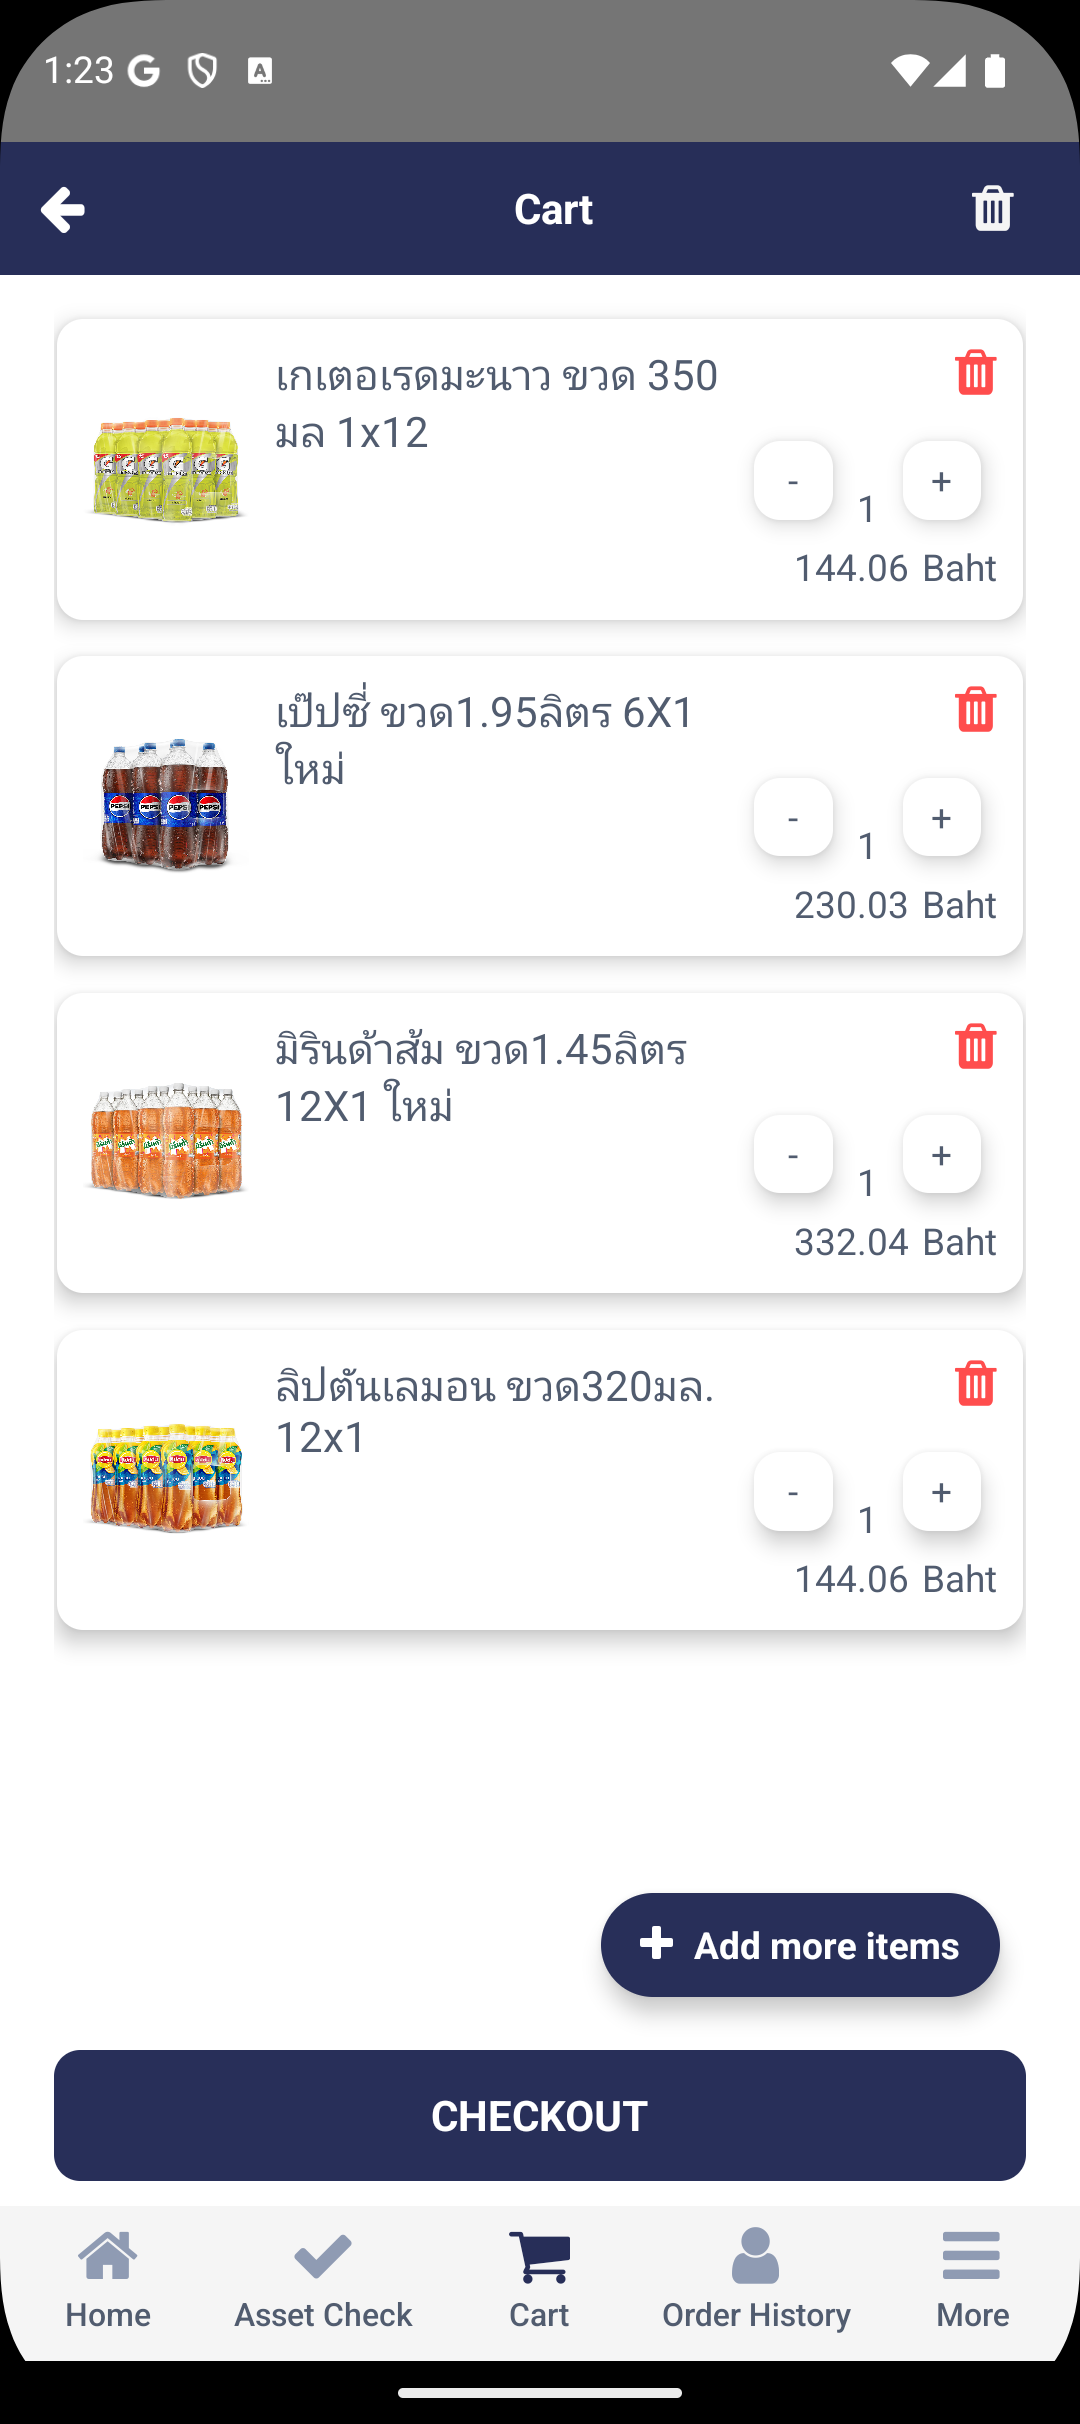 1:23
Cart
เกเตอเรดมะนาว ขวด 350
มล 1x12
- 1 +
144.06 Baht
เป๊ปซี่ ขวด1.95ลิตร 6X1
ใหม่
- 1 +
230.03 Baht
มิรินด้าส้ม ขวด1.45ลิตร
12X1 ใหม่
- 1 +
332.04 Baht
ลิปตันเลมอน ขวด320มล.
12x1
- 1 +
144.06 Baht
Add more items
CHECKOUT
Home Asset Check Cart Order History More